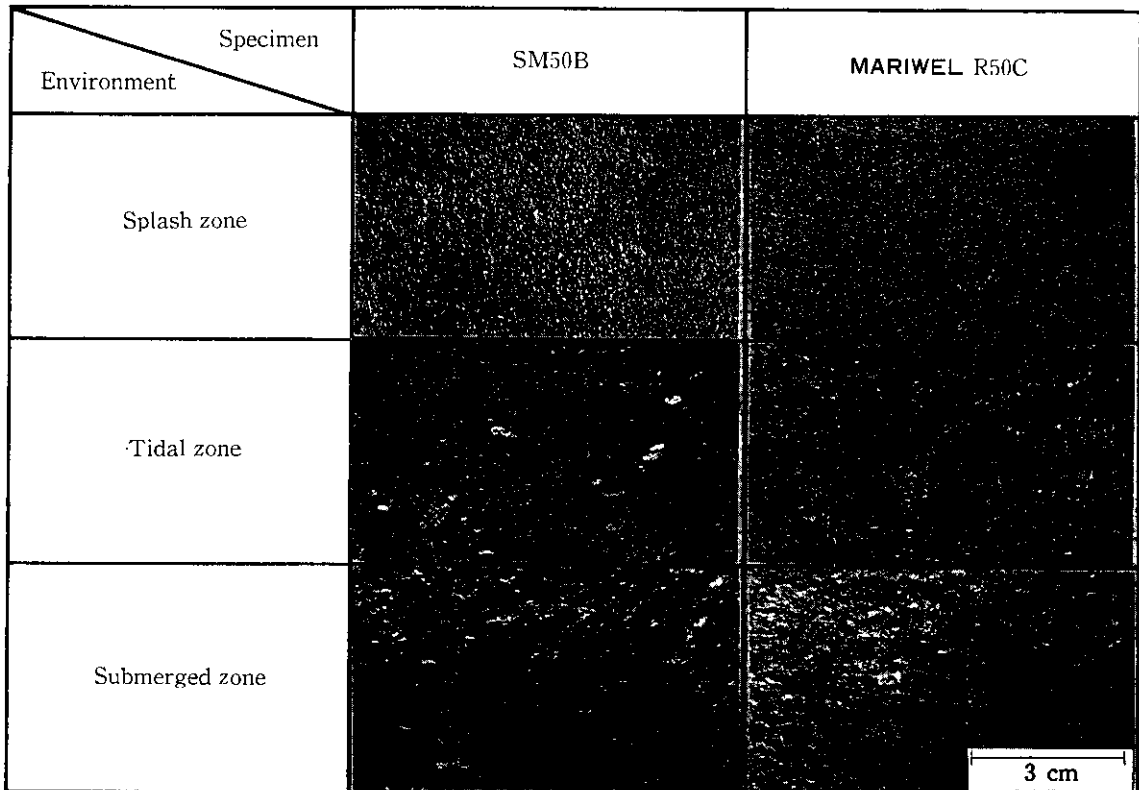 Specimen
Environment
SM50B
MARIWEL R50C
Splash zone
Tidal zone
Submerged zone
3 cm